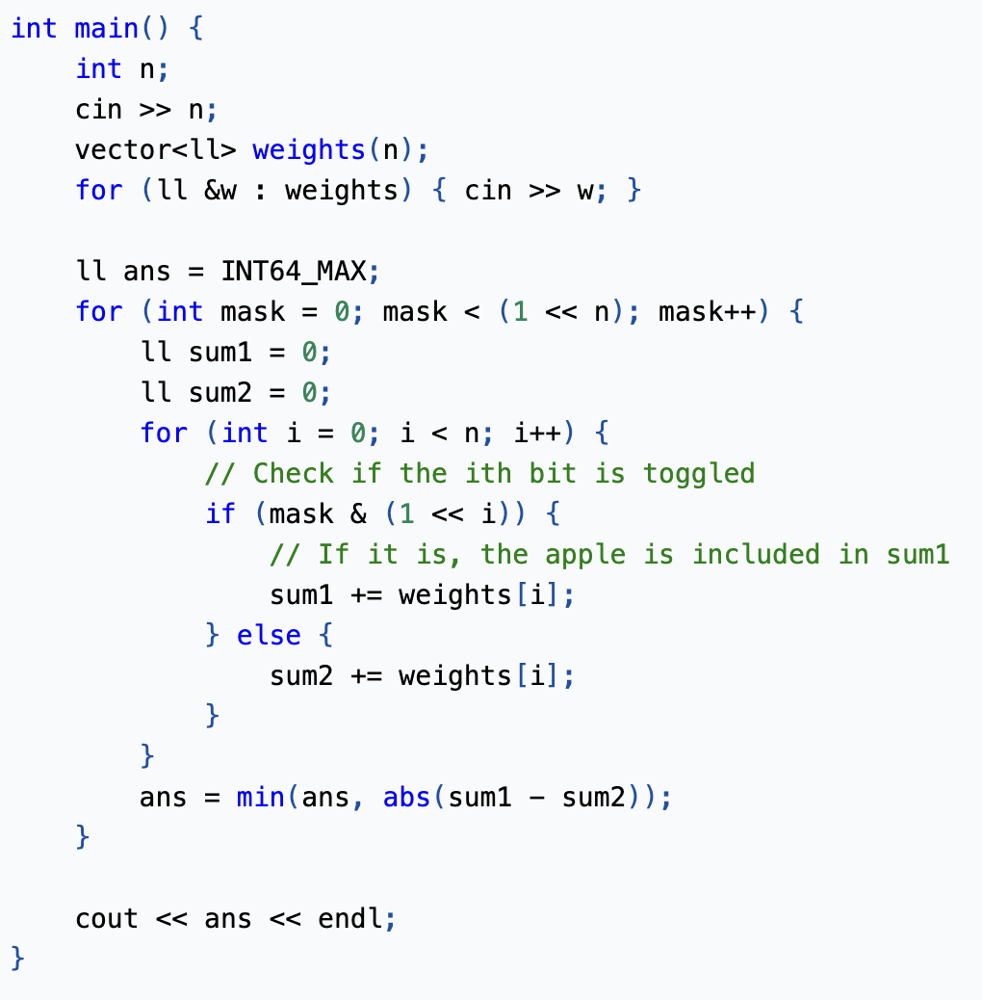 int main() {
    int n;
    cin >> n;
    vector<ll> weights(n);
    for (ll &w : weights) { cin >> w; }

    ll ans = INT64_MAX;
    for (int mask = 0; mask < (1 << n); mask++) {
        ll sum1 = 0;
        ll sum2 = 0;
        for (int i = 0; i < n; i++) {
            // Check if the ith bit is toggled
            if (mask & (1 << i)) {
                // If it is, the apple is included in sum1
                sum1 += weights[i];
            } else {
                sum2 += weights[i];
            }
        }
        ans = min(ans, abs(sum1 - sum2));
    }

    cout << ans << endl;
}